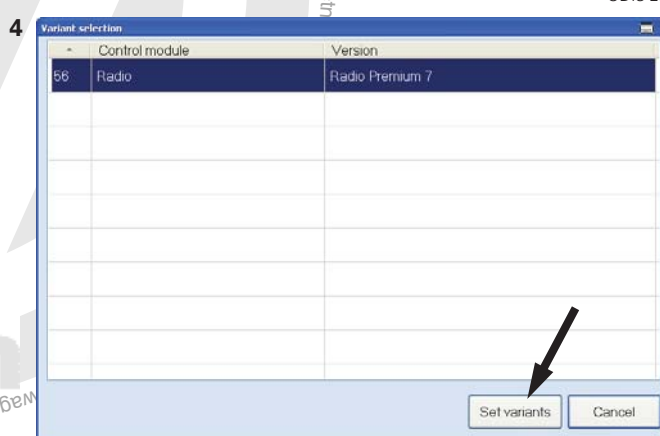 4
Variant selection
Control module Version
56 Radio Radio Premium 7
Set variants Cancel